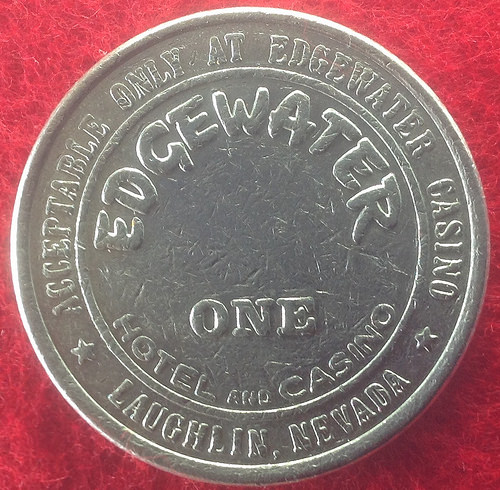 ACCEPTABLE ONLY AT EDGEWATER CASINO
EDGEWATER
ONE
HOTEL AND CASINO
★ LAUGHLIN, NEVADA ★